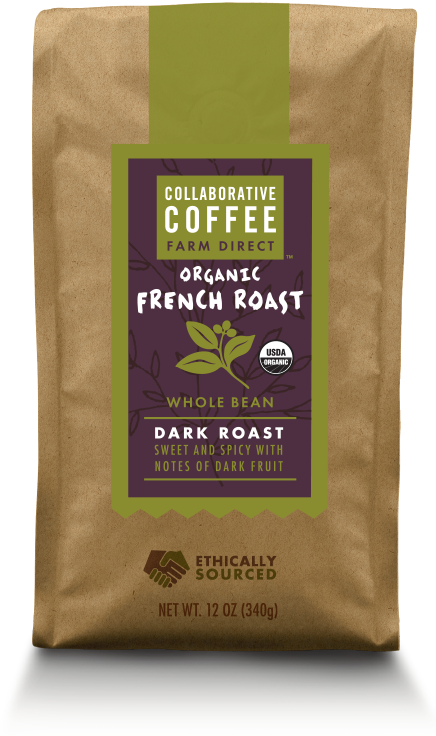 COLLABORATIVE
COFFEE
FARM DIRECT
™
ORGANIC
FRENCH ROAST
USDA
ORGANIC
WHOLE BEAN
DARK ROAST
SWEET AND SPICY WITH
NOTES OF DARK FRUIT
ETHICALLY
SOURCED
NET WT. 12 OZ (340g)